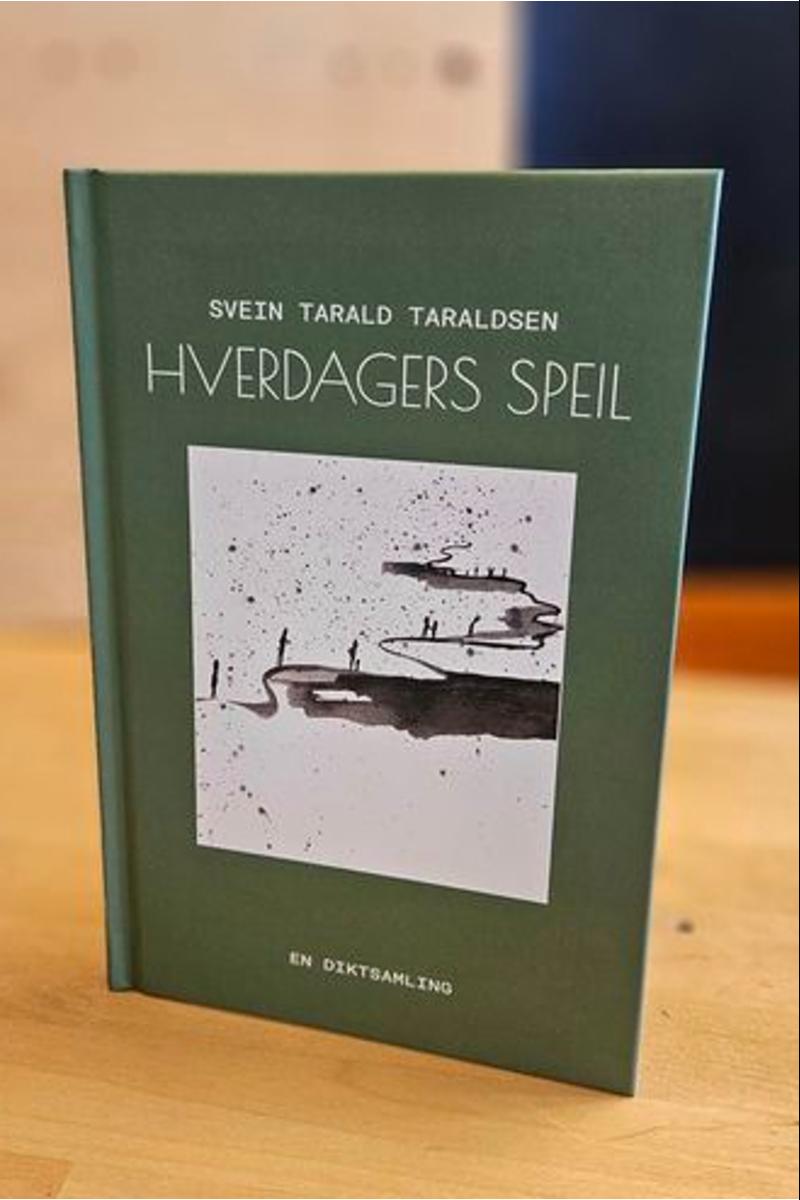 SVEIN TARALD TARALDSEN
HVERDAGERS SPEIL
EN DIKTSAMLING